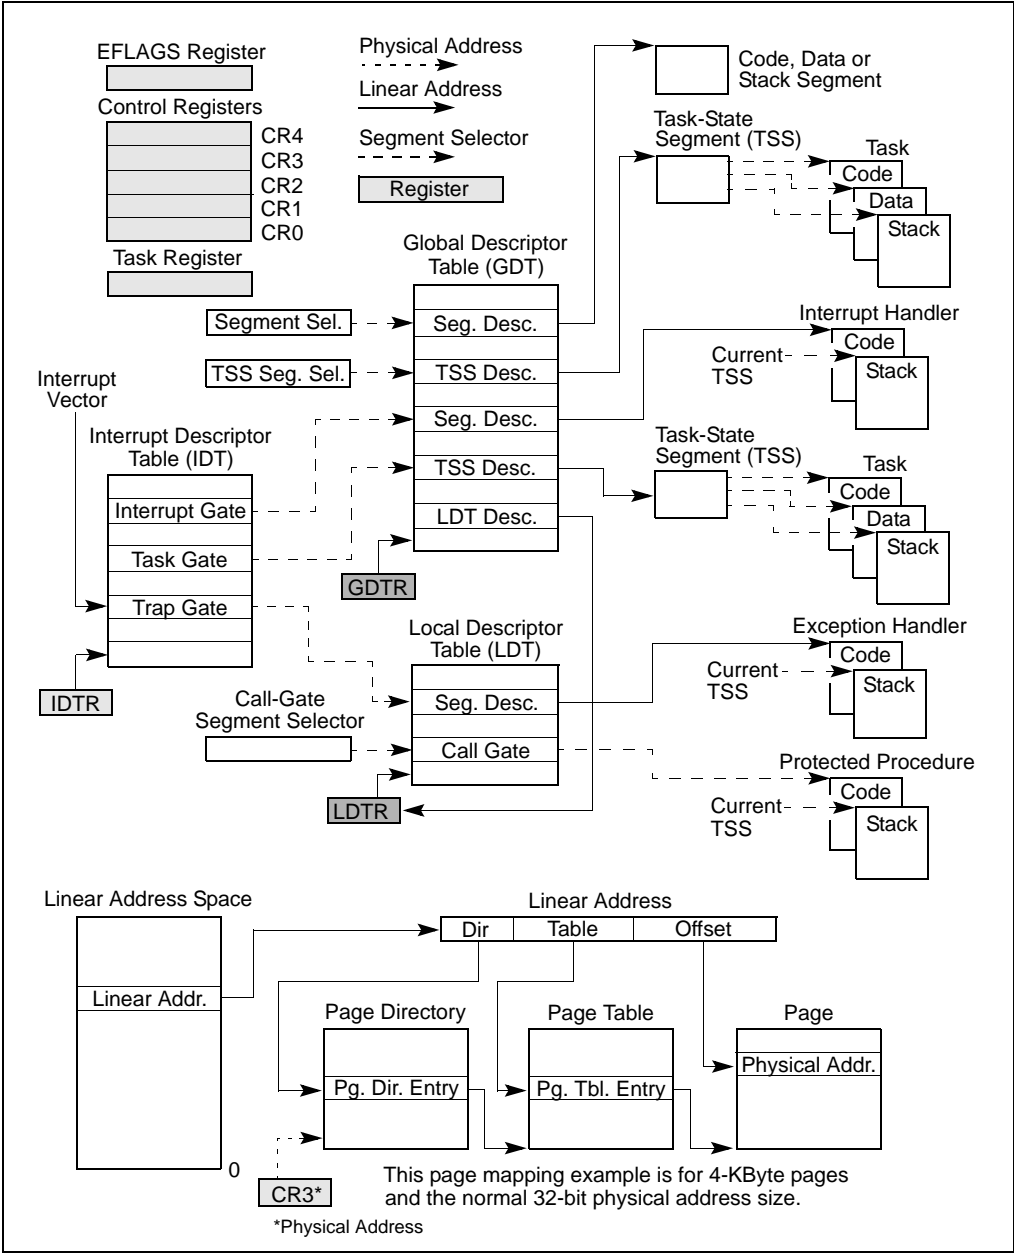 EFLAGS Register
Control Registers
CR4
CR3
CR2
CR1
CR0
Task Register
Physical Address
Linear Address
Segment Selector
Register
Code, Data or
Stack Segment
Task-State
Segment (TSS)
Task
Code
Data
Stack
Global Descriptor
Table (GDT)
Segment Sel.
Seg. Desc.
TSS Seg. Sel.
TSS Desc.
Seg. Desc.
TSS Desc.
LDT Desc.
GDTR
Interrupt Handler
Code
Current
TSS
Stack
Interrupt
Vector
Interrupt Descriptor
Table (IDT)
Interrupt Gate
Task Gate
Trap Gate
IDTR
Task-State
Segment (TSS)
Task
Code
Data
Stack
Local Descriptor
Table (LDT)
Seg. Desc.
Call Gate
Call-Gate
Segment Selector
LDTR
Exception Handler
Code
Current
TSS
Stack
Protected Procedure
Code
Current
TSS
Stack
Linear Address Space
Linear Addr.
0
Linear Address
Dir Table Offset
Page Directory
Pg. Dir. Entry
Page Table
Pg. Tbl. Entry
Page
Physical Addr.
CR3*
*Physical Address
This page mapping example is for 4-KByte pages
and the normal 32-bit physical address size.